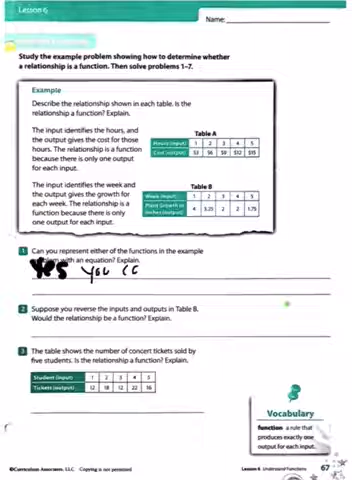 Lesson 6
Name:
Study the example problem showing how to determine whether
a relationship is a function. Then solve problems 1–7.
Example
Describe the relationship shown in each table. Is the
relationship a function? Explain.
The input identifies the hours, and
the output gives the cost for those
hours. The relationship is a function
because there is only one output
for each input.
Table A
Hours (input) 1 2 3 4 5
Cost (output) $3 $6 $9 $12 $15
The input identifies the week and
the output gives the growth for
each week. The relationship is a
function because there is only
one output for each input.
Table B
Week (input) 1 2 3 4 5
Plant Growth in
inches (output) 4 3.25 2 2 1.75
1 Can you represent either of the functions in the example
with an equation? Explain.
Yes you
2 Suppose you reverse the inputs and outputs in Table B.
Would the relationship be a function? Explain.
3 The table shows the number of concert tickets sold by
five students. Is the relationship a function? Explain.
Student (input) 1 2 3 4 5
Tickets (output) 12 18 12 22 16
Vocabulary
function a rule that
produces exactly one
output for each input.
©Curriculum Associates, LLC Copying is not permitted
Lesson 6 Understand Functions 67